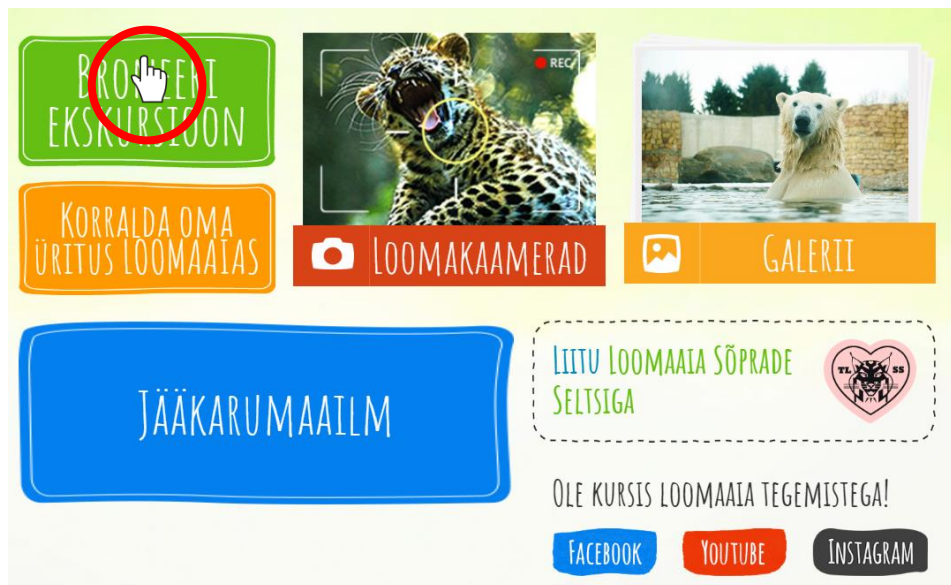 Broneeri
ekskursioon
REC
Korralda oma
üritus loomaaias
Loomakaamerad
Galerii
Jääkarumaailm
Liitu Loomaaia Sõprade
Seltsiga
TL SS
Ole kursis loomaaia tegemistega!
Facebook
Youtube
Instagram